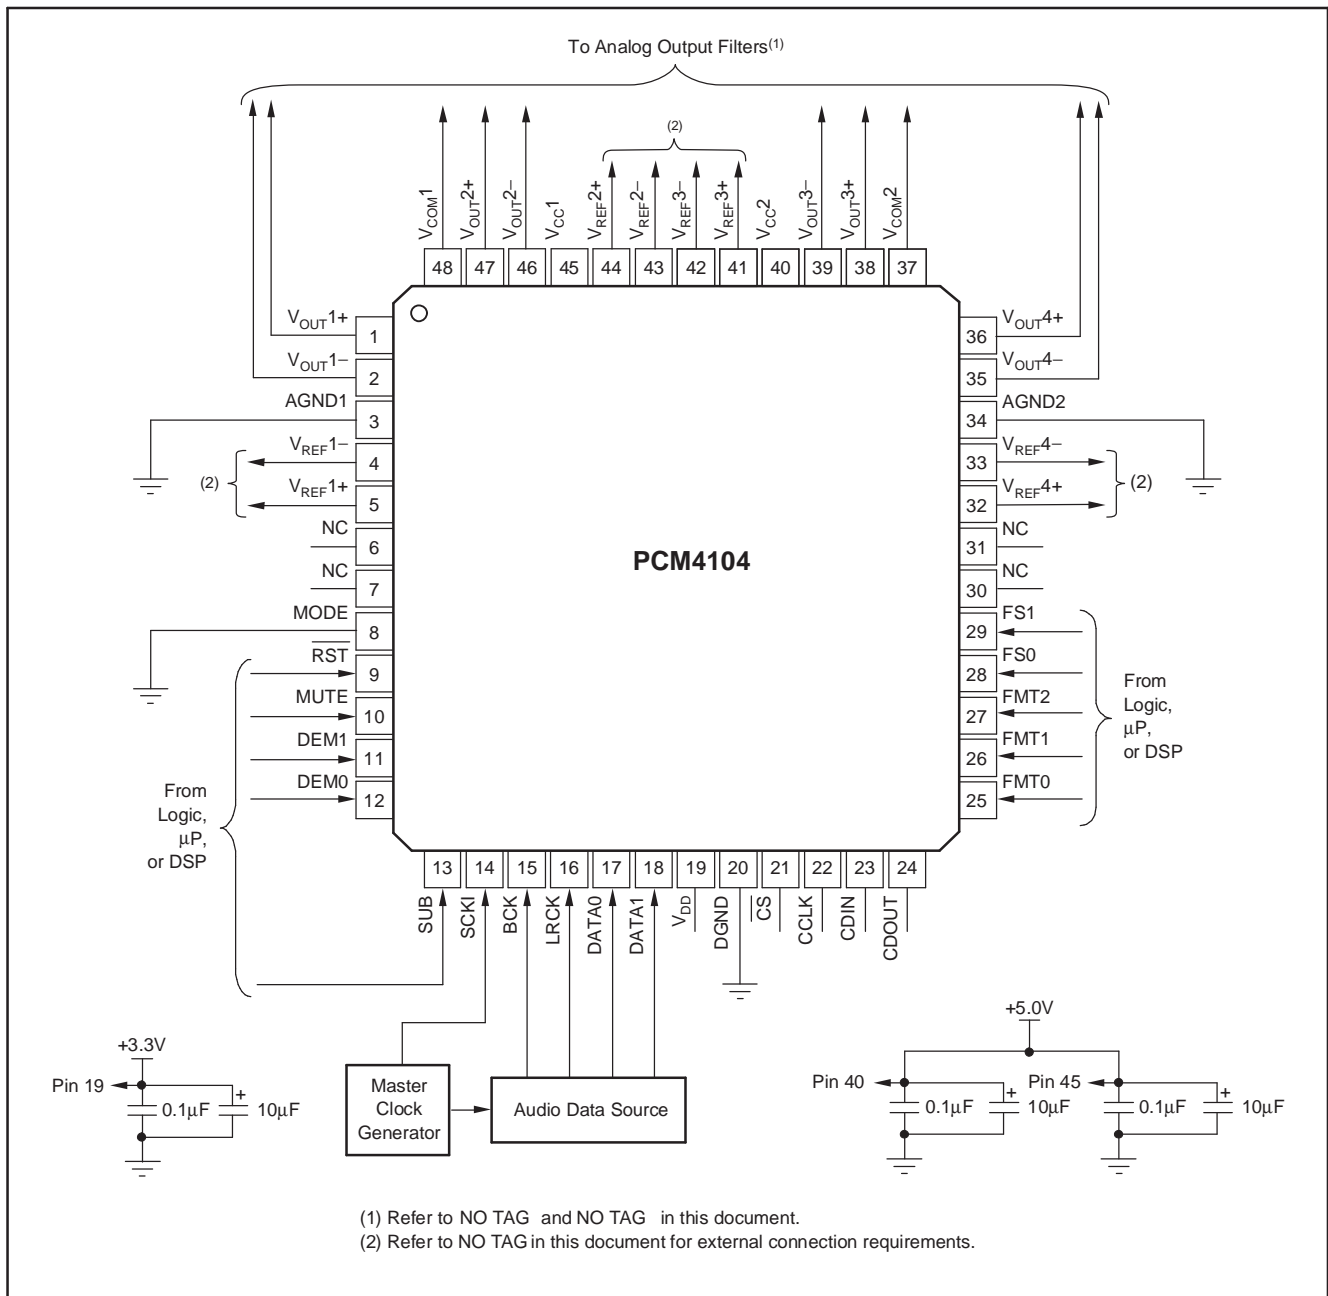 To Analog Output Filters(1)
(2)
VCOM1
VOUT2+
VOUT2−
VCC1
VREF2+
VREF2−
VREF3−
VREF3+
VCC2
VOUT3−
VOUT3+
VCOM2
48 47 46 45 44 43 42 41 40 39 38 37
VOUT1+ 1
VOUT1− 2
AGND1 3
VREF1− 4
(2)
VREF1+ 5
NC 6
NC 7
MODE 8
RST 9
MUTE 10
DEM1 11
DEM0 12
From
Logic,
μP,
or DSP
PCM4104
36 VOUT4+
35 VOUT4−
34 AGND2
33 VREF4−
(2)
32 VREF4+
31 NC
30 NC
29 FS1
28 FS0
27 FMT2
26 FMT1
25 FMT0
From
Logic,
μP,
or DSP
13 14 15 16 17 18 19 20 21 22 23 24
SUB
SCKI
BCK
LRCK
DATA0
DATA1
VDD
DGND
CS
CCLK
CDIN
CDOUT
+3.3V
Pin 19
0.1μF
+
10μF
Master
Clock
Generator
Audio Data Source
+5.0V
Pin 40
0.1μF
+
10μF
Pin 45
0.1μF
+
10μF
(1) Refer to NO TAG and NO TAG in this document.
(2) Refer to NO TAG in this document for external connection requirements.